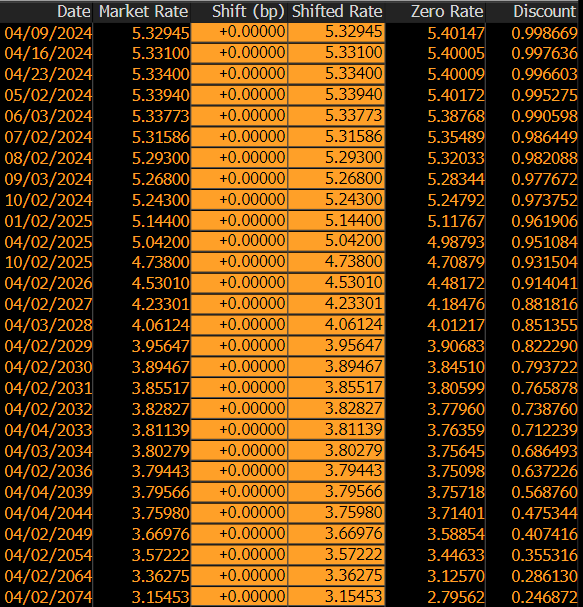 Date Market Rate Shift (bp) Shifted Rate Zero Rate Discount
04/09/2024 5.32945 +0.00000 5.32945 5.40147 0.998669
04/16/2024 5.33100 +0.00000 5.33100 5.40005 0.997636
04/23/2024 5.33400 +0.00000 5.33400 5.40009 0.996603
05/02/2024 5.33940 +0.00000 5.33940 5.40172 0.995275
06/03/2024 5.33773 +0.00000 5.33773 5.38768 0.990598
07/02/2024 5.31586 +0.00000 5.31586 5.35489 0.986449
08/02/2024 5.29300 +0.00000 5.29300 5.32033 0.982088
09/03/2024 5.26800 +0.00000 5.26800 5.28344 0.977672
10/02/2024 5.24300 +0.00000 5.24300 5.24792 0.973752
01/02/2025 5.14400 +0.00000 5.14400 5.11767 0.961906
04/02/2025 5.04200 +0.00000 5.04200 4.98793 0.951084
10/02/2025 4.73800 +0.00000 4.73800 4.70879 0.931504
04/02/2026 4.53010 +0.00000 4.53010 4.48172 0.914041
04/02/2027 4.23301 +0.00000 4.23301 4.18476 0.881816
04/03/2028 4.06124 +0.00000 4.06124 4.01217 0.851355
04/02/2029 3.95647 +0.00000 3.95647 3.90683 0.822290
04/02/2030 3.89467 +0.00000 3.89467 3.84510 0.793722
04/02/2031 3.85517 +0.00000 3.85517 3.80599 0.765878
04/02/2032 3.82827 +0.00000 3.82827 3.77960 0.738760
04/04/2033 3.81139 +0.00000 3.81139 3.76359 0.712239
04/03/2034 3.80279 +0.00000 3.80279 3.75645 0.686493
04/02/2036 3.79443 +0.00000 3.79443 3.75098 0.637226
04/04/2039 3.79566 +0.00000 3.79566 3.75718 0.568760
04/04/2044 3.75980 +0.00000 3.75980 3.71401 0.475344
04/02/2049 3.66976 +0.00000 3.66976 3.58854 0.407416
04/02/2054 3.57222 +0.00000 3.57222 3.44633 0.355316
04/02/2064 3.36275 +0.00000 3.36275 3.12570 0.286130
04/02/2074 3.15453 +0.00000 3.15453 2.79562 0.246872